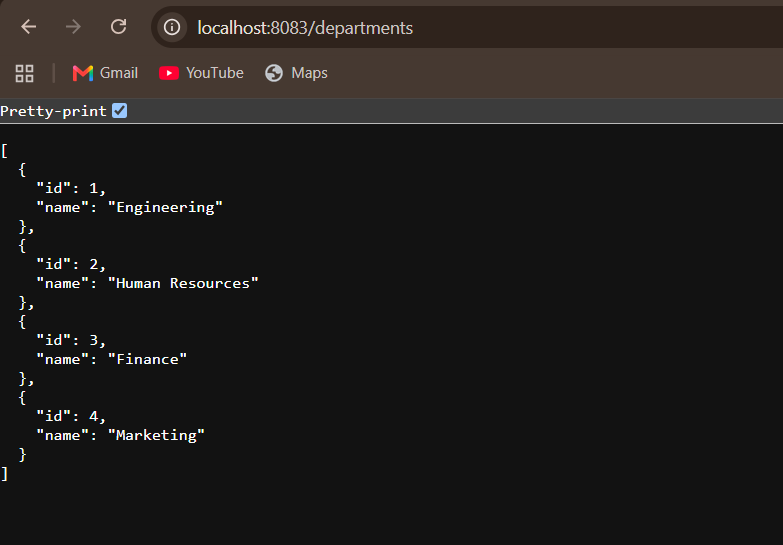 localhost:8083/departments
Gmail YouTube Maps
Pretty-print
[
  {
    "id": 1,
    "name": "Engineering"
  },
  {
    "id": 2,
    "name": "Human Resources"
  },
  {
    "id": 3,
    "name": "Finance"
  },
  {
    "id": 4,
    "name": "Marketing"
  }
]